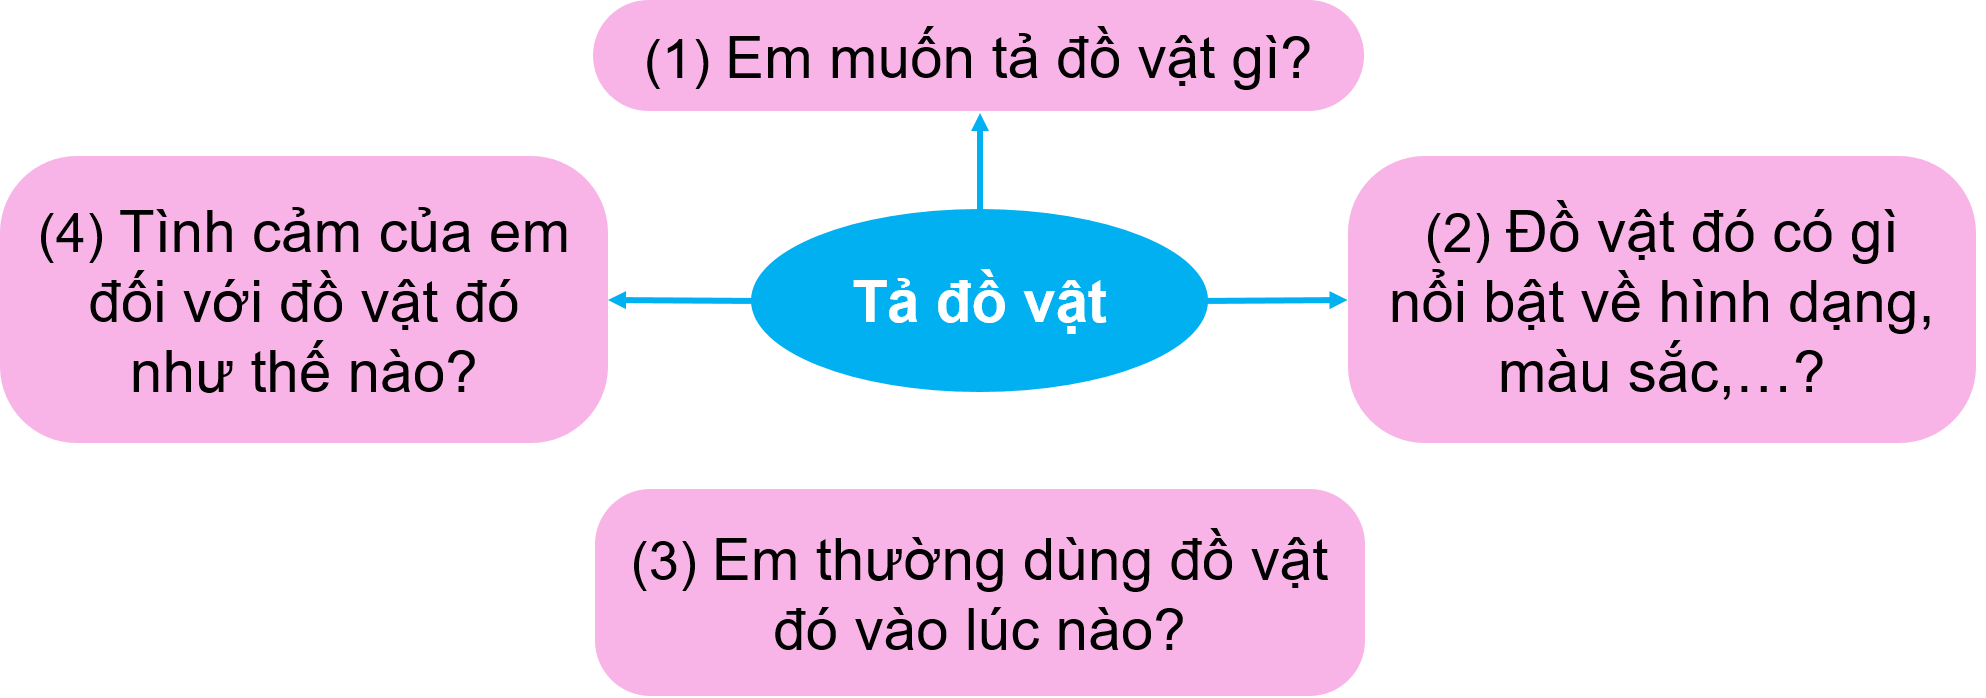 (1) Em muốn tả đồ vật gì?
(4) Tình cảm của em
đối với đồ vật đó
như thế nào?
Tả đồ vật
(2) Đồ vật đó có gì
nổi bật về hình dạng,
màu sắc,...?
(3) Em thường dùng đồ vật
đó vào lúc nào?